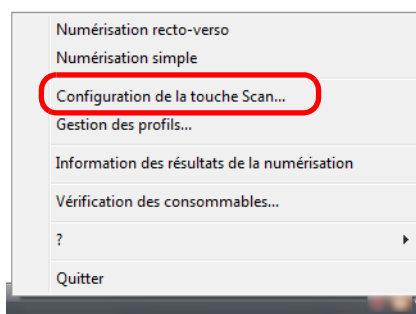 Numérisation recto-verso
Numérisation simple
Configuration de la touche Scan...
Gestion des profils...
Information des résultats de la numérisation
Vérification des consommables...
?
Quitter